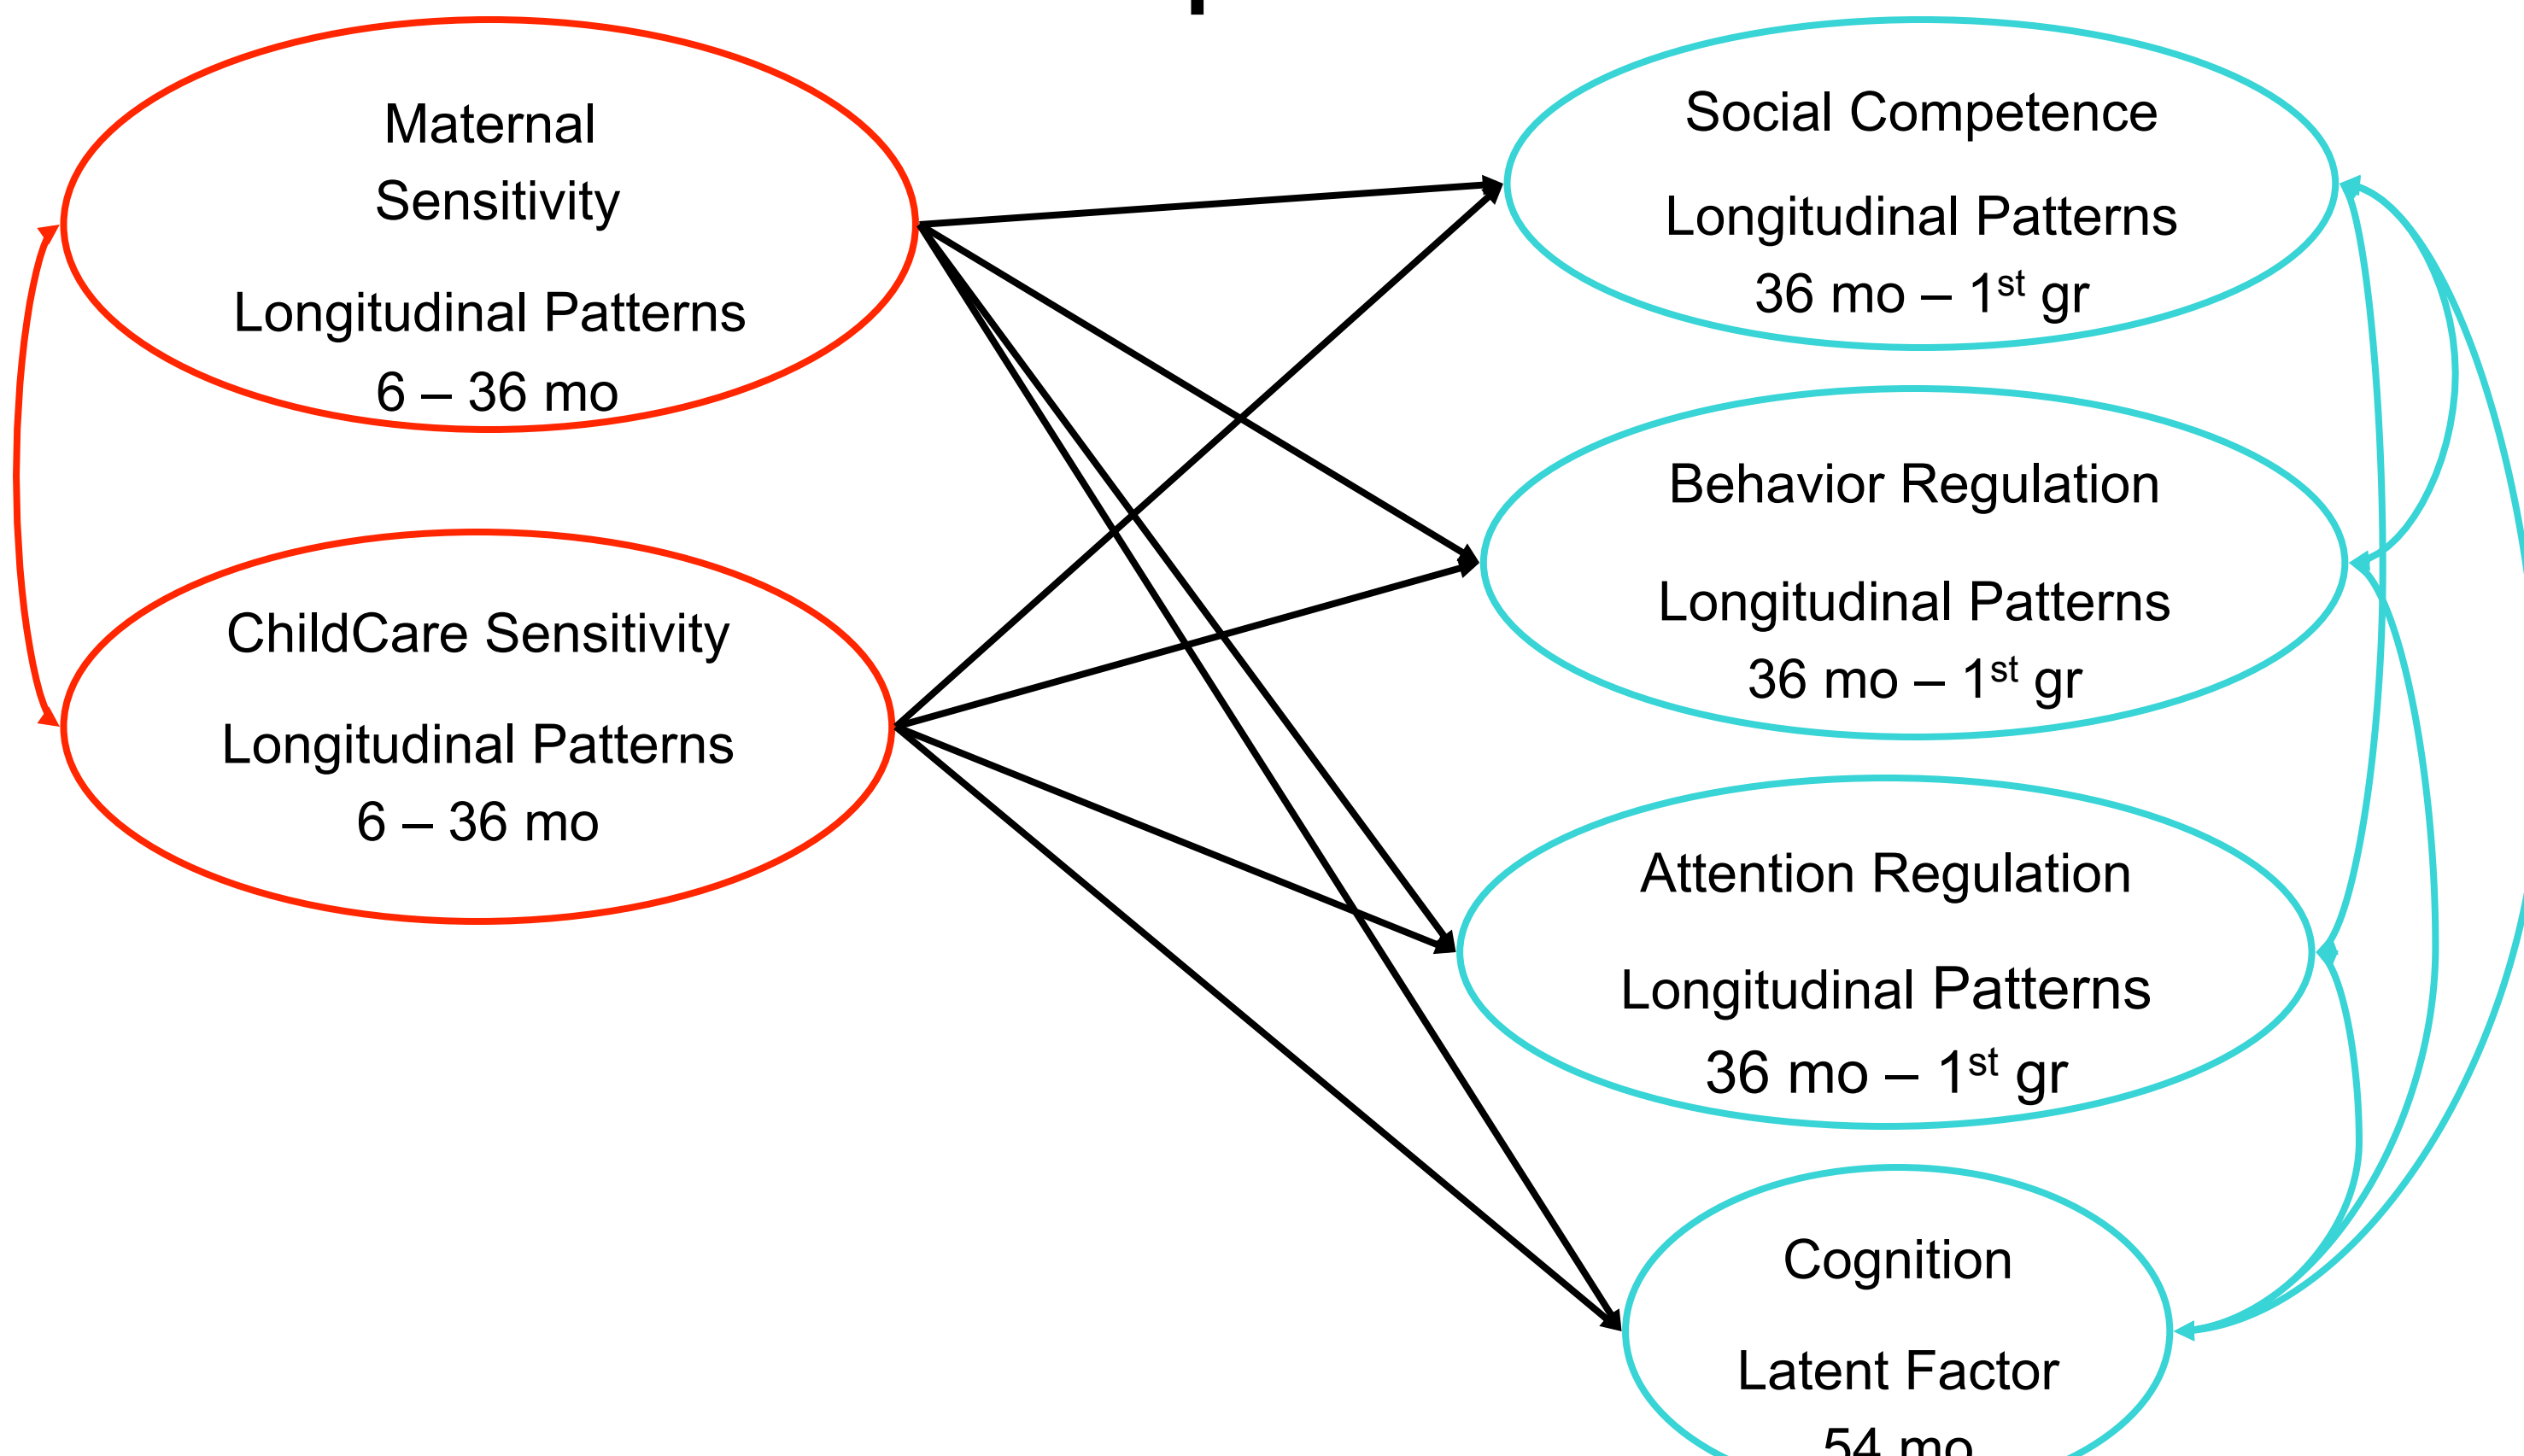 Maternal
Sensitivity
Longitudinal Patterns
6 – 36 mo
ChildCare Sensitivity
Longitudinal Patterns
6 – 36 mo
Social Competence
Longitudinal Patterns
36 mo – 1st gr
Behavior Regulation
Longitudinal Patterns
36 mo – 1st gr
Attention Regulation
Longitudinal Patterns
36 mo – 1st gr
Cognition
Latent Factor
54 mo